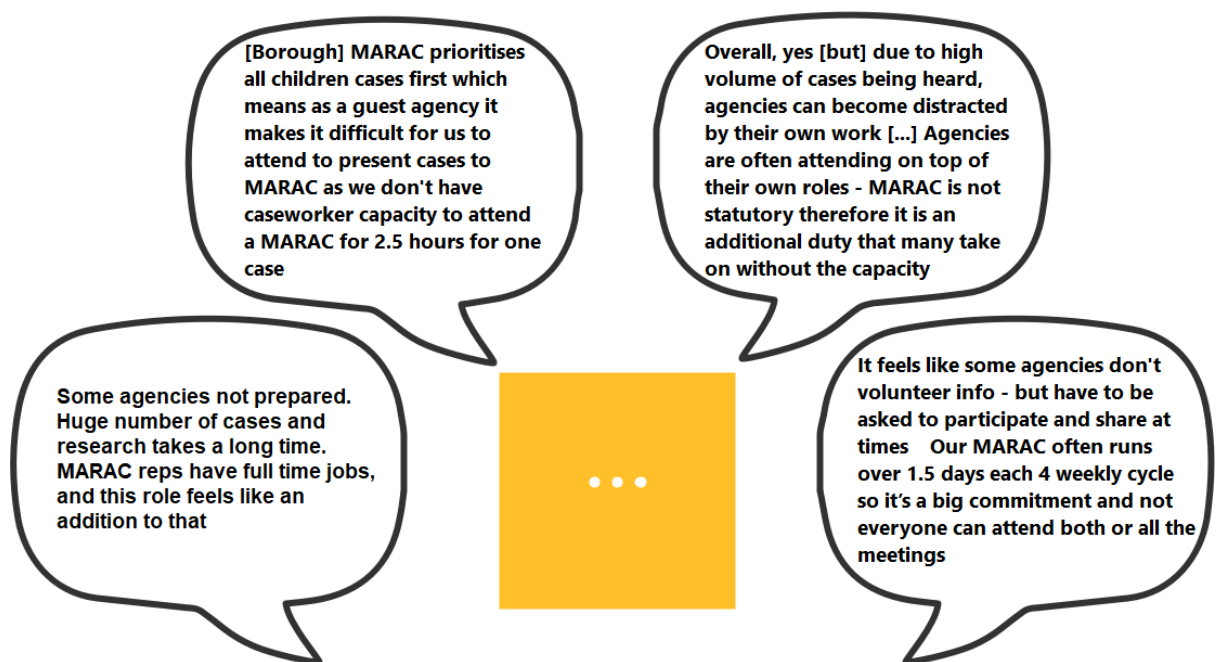 [Borough] MARAC prioritises
all children cases first which
means as a guest agency it
makes it difficult for us to
attend to present cases to
MARAC as we don't have
caseworker capacity to attend
a MARAC for 2.5 hours for one
case
Overall, yes [but] due to high
volume of cases being heard,
agencies can become distracted
by their own work [...] Agencies
are often attending on top of
their own roles - MARAC is not
statutory therefore it is an
additional duty that many take
on without the capacity
Some agencies not prepared.
Huge number of cases and
research takes a long time.
MARAC reps have full time jobs,
and this role feels like an
addition to that
It feels like some agencies don't
volunteer info - but have to be
asked to participate and share at
times    Our MARAC often runs
over 1.5 days each 4 weekly cycle
so it’s a big commitment and not
everyone can attend both or all the
meetings